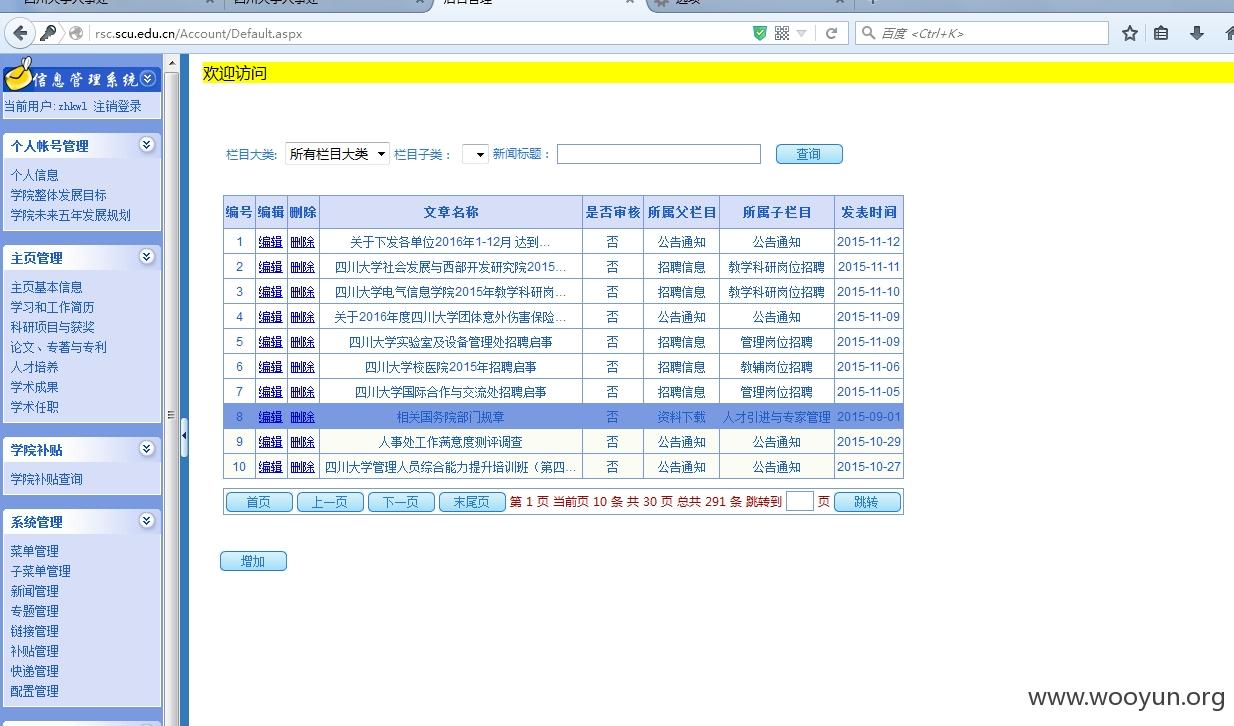 后台管理
rsc.scu.edu.cn/Account/Default.aspx
百度 <Ctrl+K>
信息管理系统
当前用户:zhkwl 注销登录
个人帐号管理
个人信息
学院整体发展目标
学院未来五年发展规划
主页管理
主页基本信息
学习和工作简历
科研项目与获奖
论文、专著与专利
人才培养
学术成果
学术任职
学院补贴
学院补贴查询
系统管理
菜单管理
子菜单管理
新闻管理
专题管理
链接管理
补贴管理
快递管理
配置管理
欢迎访问
栏目大类: 所有栏目大类 栏目子类: 新闻标题: 查询
编号 编辑 删除 文章名称 是否审核 所属父栏目 所属子栏目 发表时间
1 编辑 删除 关于下发各单位2016年1-12月 达到... 否 公告通知 公告通知 2015-11-12
2 编辑 删除 四川大学社会发展与西部开发研究院2015... 否 招聘信息 教学科研岗位招聘 2015-11-11
3 编辑 删除 四川大学电气信息学院2015年教学科研岗... 否 招聘信息 教学科研岗位招聘 2015-11-10
4 编辑 删除 关于2016年度四川大学团体意外伤害保险... 否 公告通知 公告通知 2015-11-09
5 编辑 删除 四川大学实验室及设备管理处招聘启事 否 招聘信息 管理岗位招聘 2015-11-09
6 编辑 删除 四川大学校医院2015年招聘启事 否 招聘信息 教辅岗位招聘 2015-11-06
7 编辑 删除 四川大学国际合作与交流处招聘启事 否 招聘信息 管理岗位招聘 2015-11-05
8 编辑 删除 相关国务院部门规章 否 资料下载 人才引进与专家管理 2015-09-01
9 编辑 删除 人事处工作满意度测评调查 否 公告通知 公告通知 2015-10-29
10 编辑 删除 四川大学管理人员综合能力提升培训班（第四... 否 公告通知 公告通知 2015-10-27
首页 上一页 下一页 末尾页 第 1 页 当前页 10 条 共 30 页 总共 291 条 跳转到 页 跳转
增加
www.wooyun.org